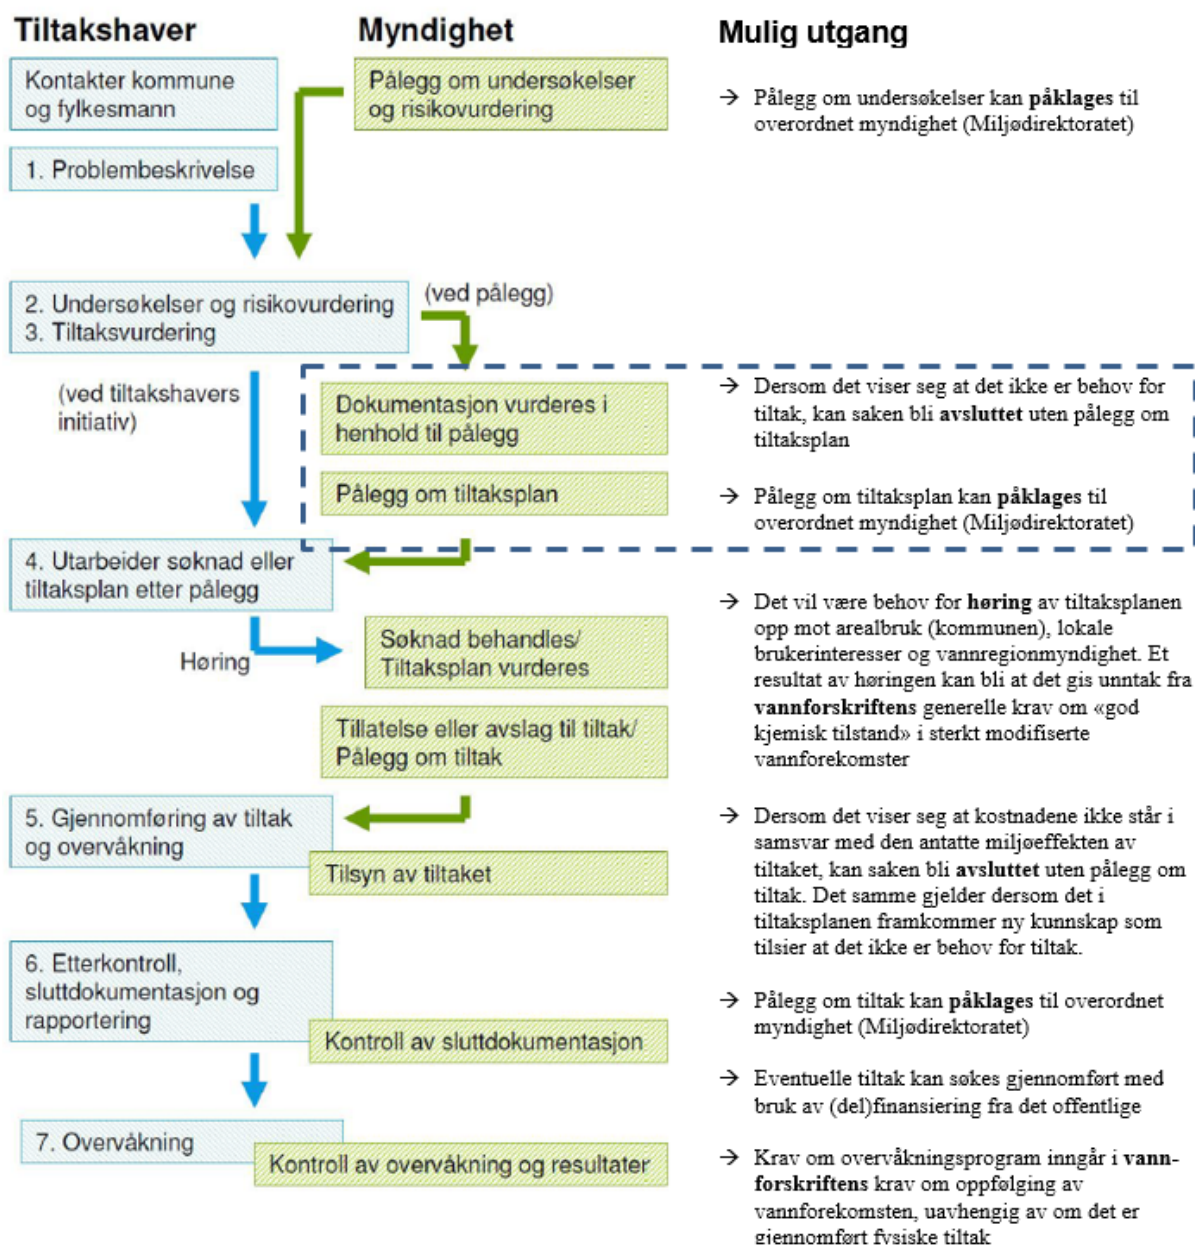 Tiltakshaver
Myndighet
Mulig utgang
Kontakter kommune
og fylkesmann
Pålegg om undersøkelser
og risikovurdering
→ Pålegg om undersøkelser kan påklages til
overordnet myndighet (Miljødirektoratet)
1. Problembeskrivelse
2. Undersøkelser og risikovurdering
3. Tiltaksvurdering
(ved pålegg)
(ved tiltakshavers
initiativ)
Dokumentasjon vurderes i
henhold til pålegg
→ Dersom det viser seg at det ikke er behov for
tiltak, kan saken bli avsluttet uten pålegg om
tiltaksplan
Pålegg om tiltaksplan
→ Pålegg om tiltaksplan kan påklages til
overordnet myndighet (Miljødirektoratet)
4. Utarbeider søknad eller
tiltaksplan etter pålegg
Høring
Søknad behandles/
Tiltaksplan vurderes
→ Det vil være behov for høring av tiltaksplanen
opp mot arealbruk (kommunen), lokale
brukerinteresser og vannregionmyndighet. Et
resultat av høringen kan bli at det gis unntak fra
vannforskriftens generelle krav om «god
kjemisk tilstand» i sterkt modifiserte
vannforekomster
Tillatelse eller avslag til tiltak/
Pålegg om tiltak
5. Gjennomføring av tiltak
og overvåkning
Tilsyn av tiltaket
→ Dersom det viser seg at kostnadene ikke står i
samsvar med den antatte miljøeffekten av
tiltaket, kan saken bli avsluttet uten pålegg om
tiltak. Det samme gjelder dersom det i
tiltaksplanen framkommer ny kunnskap som
tilsier at det ikke er behov for tiltak.
6. Etterkontroll,
sluttdokumentasjon og
rapportering
Kontroll av sluttdokumentasjon
→ Pålegg om tiltak kan påklages til overordnet
myndighet (Miljødirektoratet)
→ Eventuelle tiltak kan søkes gjennomført med
bruk av (del)finansiering fra det offentlige
7. Overvåkning
Kontroll av overvåkning og resultater
→ Krav om overvåkningsprogram inngår i vann-
forskriftens krav om oppfølging av
vannforekomsten, uavhengig av om det er
gjennomført fysiske tiltak